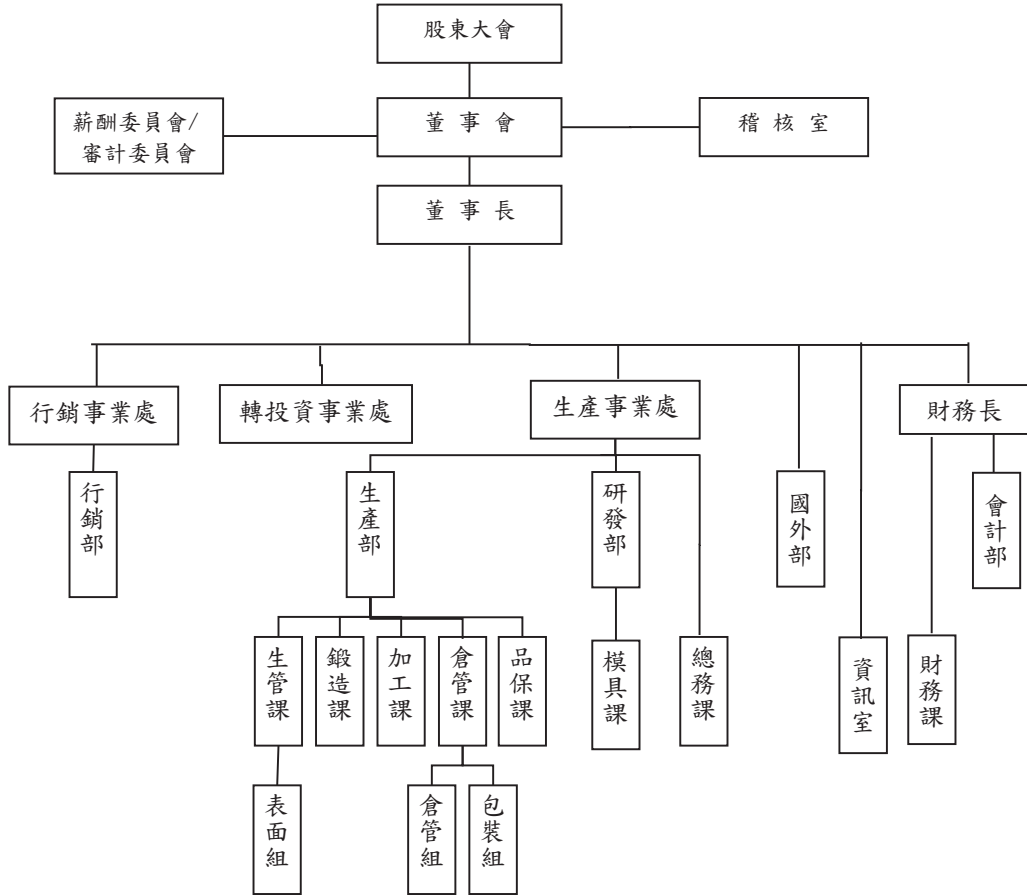 股東大會
薪酬委員會/
審計委員會
董 事 會
稽 核 室
董 事 長
行銷事業處
轉投資事業處
生產事業處
財務長
行銷部
生產部
研發部
國外部
會計部
生管課
鍛造課
加工課
倉管課
品保課
模具課
總務課
資訊室
財務課
表面組
倉管組
包裝組